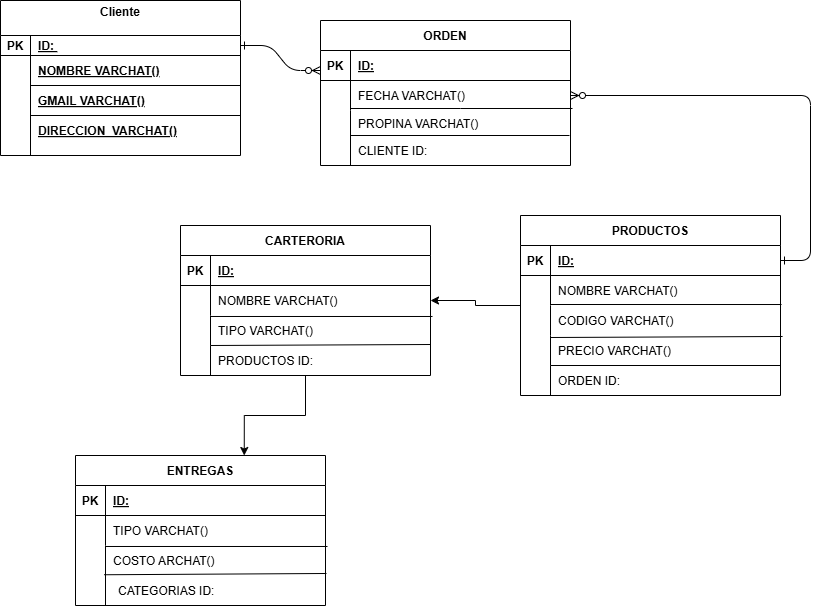 Cliente
PK ID:
NOMBRE VARCHAT()
GMAIL VARCHAT()
DIRECCION VARCHAT()
ORDEN
PK ID:
FECHA VARCHAT()
PROPINA VARCHAT()
CLIENTE ID:
PRODUCTOS
PK ID:
NOMBRE VARCHAT()
CODIGO VARCHAT()
PRECIO VARCHAT()
ORDEN ID:
CARTERORIA
PK ID:
NOMBRE VARCHAT()
TIPO VARCHAT()
PRODUCTOS ID:
ENTREGAS
PK ID:
TIPO VARCHAT()
COSTO ARCHAT()
CATEGORIAS ID: